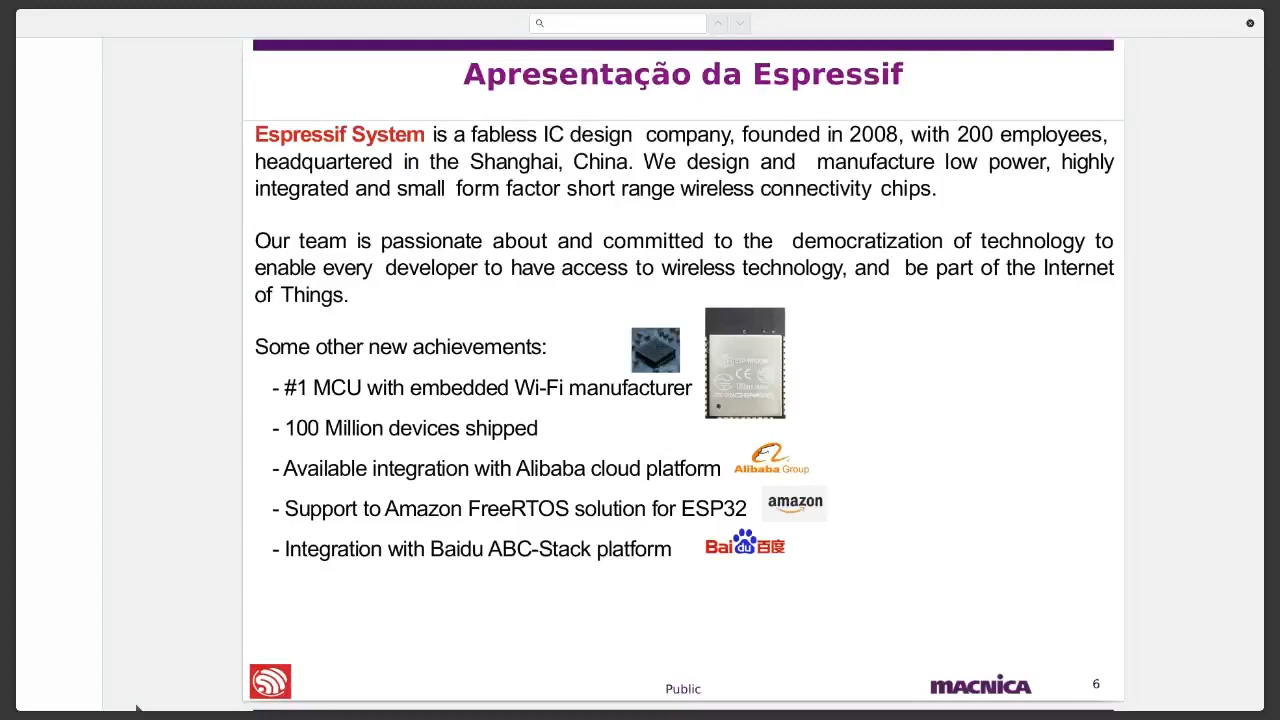 Apresentação da Espressif
Espressif System is a fabless IC design company, founded in 2008, with 200 employees,
headquartered in the Shanghai, China. We design and manufacture low power, highly
integrated and small form factor short range wireless connectivity chips.
Our team is passionate about and committed to the democratization of technology to
enable every developer to have access to wireless technology, and be part of the Internet
of Things.
Some other new achievements:
- #1 MCU with embedded Wi-Fi manufacturer
- 100 Million devices shipped
- Available integration with Alibaba cloud platform
Alibaba Group
- Support to Amazon FreeRTOS solution for ESP32
amazon
- Integration with Baidu ABC-Stack platform
Bai du 百度
Public
MACNICA
6